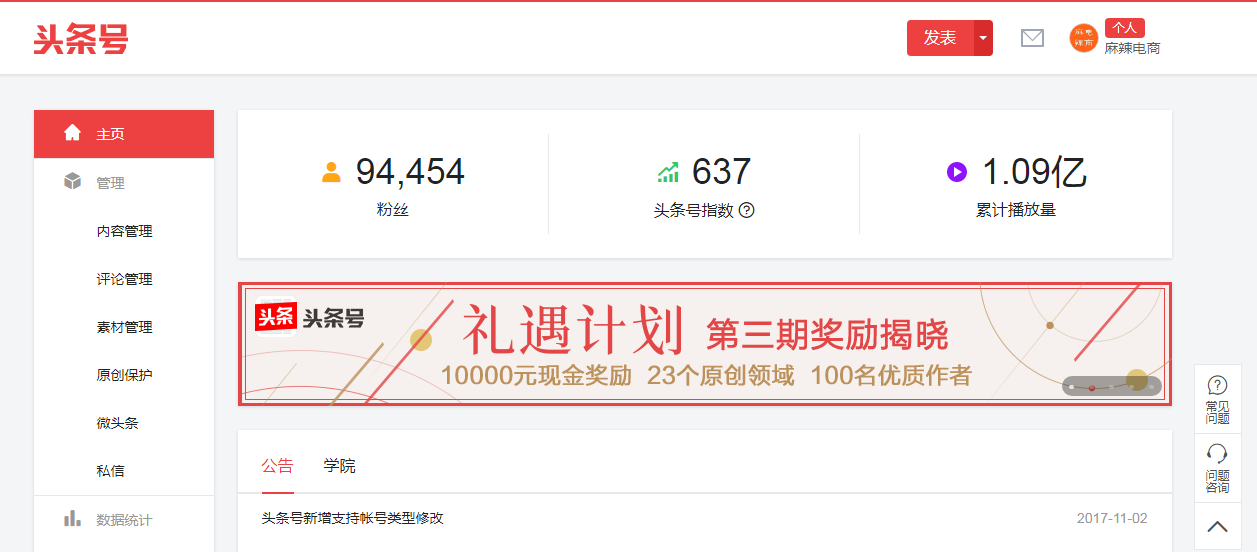 头条号
发表
麻 电
辣 商
个人
麻辣电商
主页
管理
内容管理
评论管理
素材管理
原创保护
微头条
私信
数据统计
94,454
粉丝
637
头条号指数
1.09亿
累计播放量
头条 头条号
礼遇计划 第三期奖励揭晓
10000元现金奖励 23个原创领域 100名优质作者
公告 学院
头条号新增支持帐号类型修改 2017-11-02
常见
问题
问题
咨询